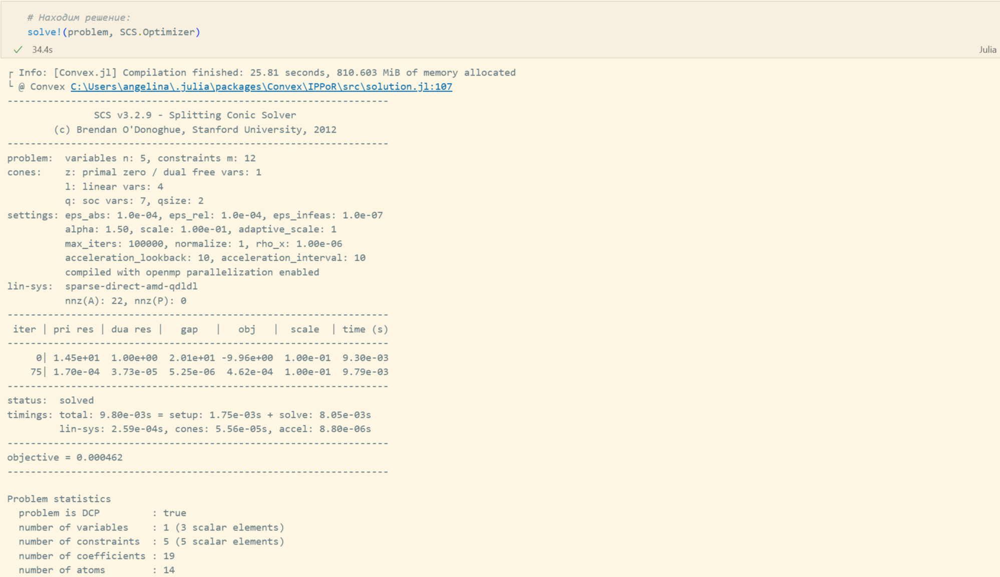 # Находим решение:
solve!(problem, SCS.Optimizer)
34.4s
Julia
┌ Info: [Convex.jl] Compilation finished: 25.81 seconds, 810.603 MiB of memory allocated
└ @ Convex C:\Users\angelina\.julia\packages\Convex\IPPoR\src\solution.jl:107
------------------------------------------------------------------
SCS v3.2.9 - Splitting Conic Solver
(c) Brendan O'Donoghue, Stanford University, 2012
------------------------------------------------------------------
problem:  variables n: 5, constraints m: 12
cones:    z: primal zero / dual free vars: 1
l: linear vars: 4
q: soc vars: 7, qsize: 2
settings: eps_abs: 1.0e-04, eps_rel: 1.0e-04, eps_infeas: 1.0e-07
alpha: 1.50, scale: 1.00e-01, adaptive_scale: 1
max_iters: 100000, normalize: 1, rho_x: 1.00e-06
acceleration_lookback: 10, acceleration_interval: 10
compiled with openmp parallelization enabled
lin-sys:  sparse-direct-amd-qdldl
nnz(A): 22, nnz(P): 0
------------------------------------------------------------------
iter | pri res | dua res |   gap   |   obj   |  scale  | time (s)
------------------------------------------------------------------
0| 1.45e+01  1.00e+00  2.01e+01 -9.96e+00  1.00e-01  9.30e-03
75| 1.70e-04  3.73e-05  5.25e-06  4.62e-04  1.00e-01  9.79e-03
------------------------------------------------------------------
status:  solved
timings: total: 9.80e-03s = setup: 1.75e-03s + solve: 8.05e-03s
lin-sys: 2.59e-04s, cones: 5.56e-05s, accel: 8.80e-06s
------------------------------------------------------------------
objective = 0.000462
------------------------------------------------------------------
Problem statistics
problem is DCP         : true
number of variables    : 1 (3 scalar elements)
number of constraints  : 5 (5 scalar elements)
number of coefficients : 19
number of atoms        : 14